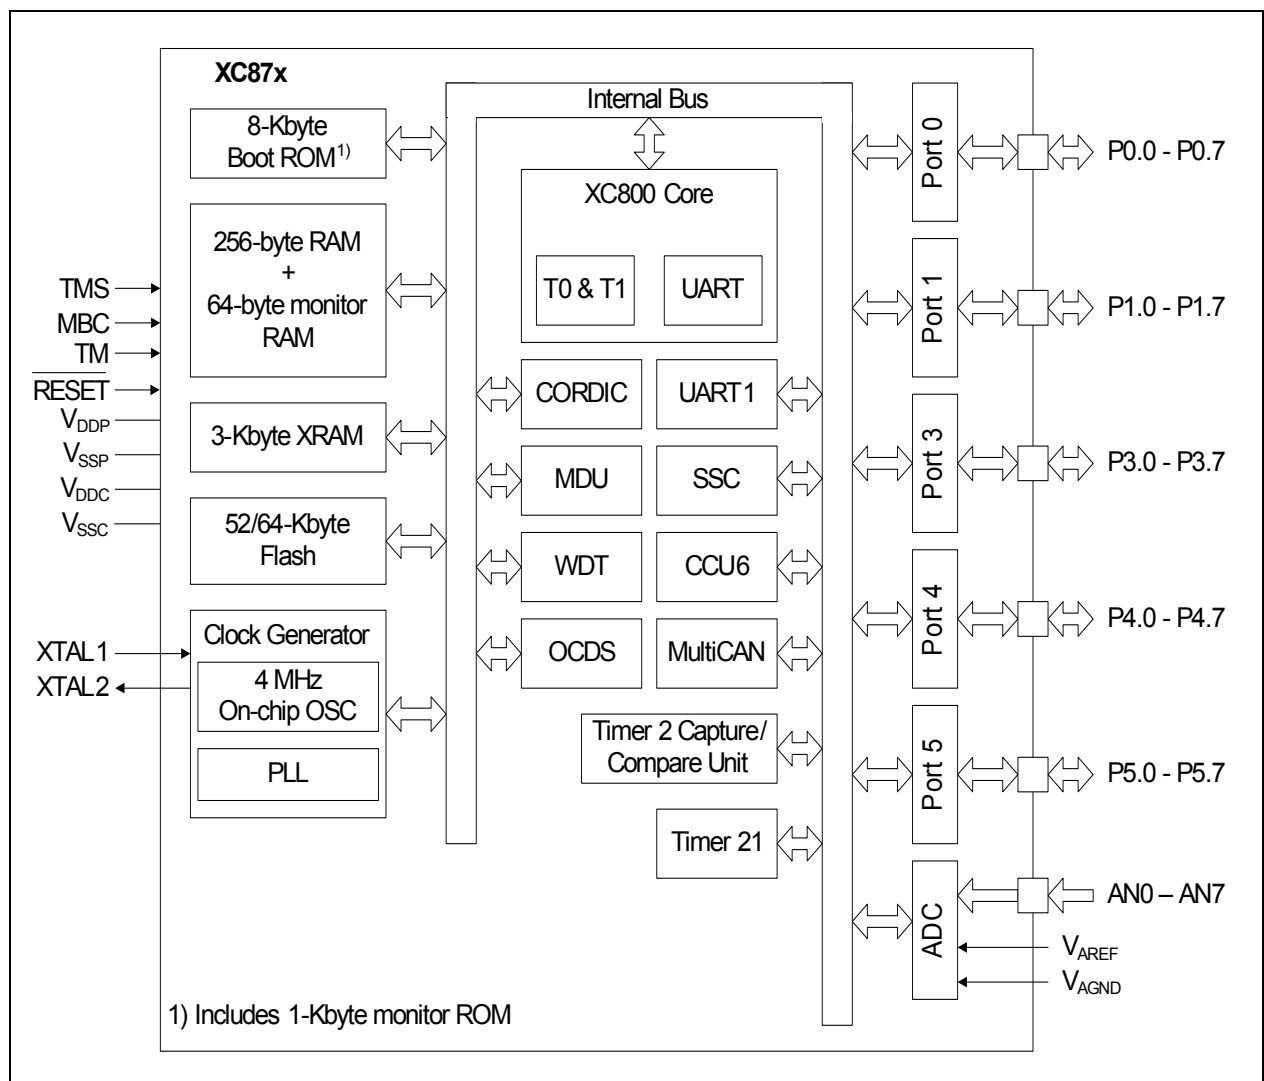 XC87x
Internal Bus
8-Kbyte
Boot ROM1)
256-byte RAM
+
64-byte monitor
RAM
3-Kbyte XRAM
52/64-Kbyte
Flash
Clock Generator
4 MHz
On-chip OSC
PLL
TMS
MBC
TM
RESET
VDDP
VSSP
VDDC
VSSC
XTAL1
XTAL2
XC800 Core
T0 & T1
UART
CORDIC
UART1
MDU
SSC
WDT
CCU6
OCDS
MultiCAN
Timer 2 Capture/
Compare Unit
Timer 21
Port 0
P0.0 - P0.7
Port 1
P1.0 - P1.7
Port 3
P3.0 - P3.7
Port 4
P4.0 - P4.7
Port 5
P5.0 - P5.7
ADC
AN0 – AN7
VAREF
VAGND
1) Includes 1-Kbyte monitor ROM